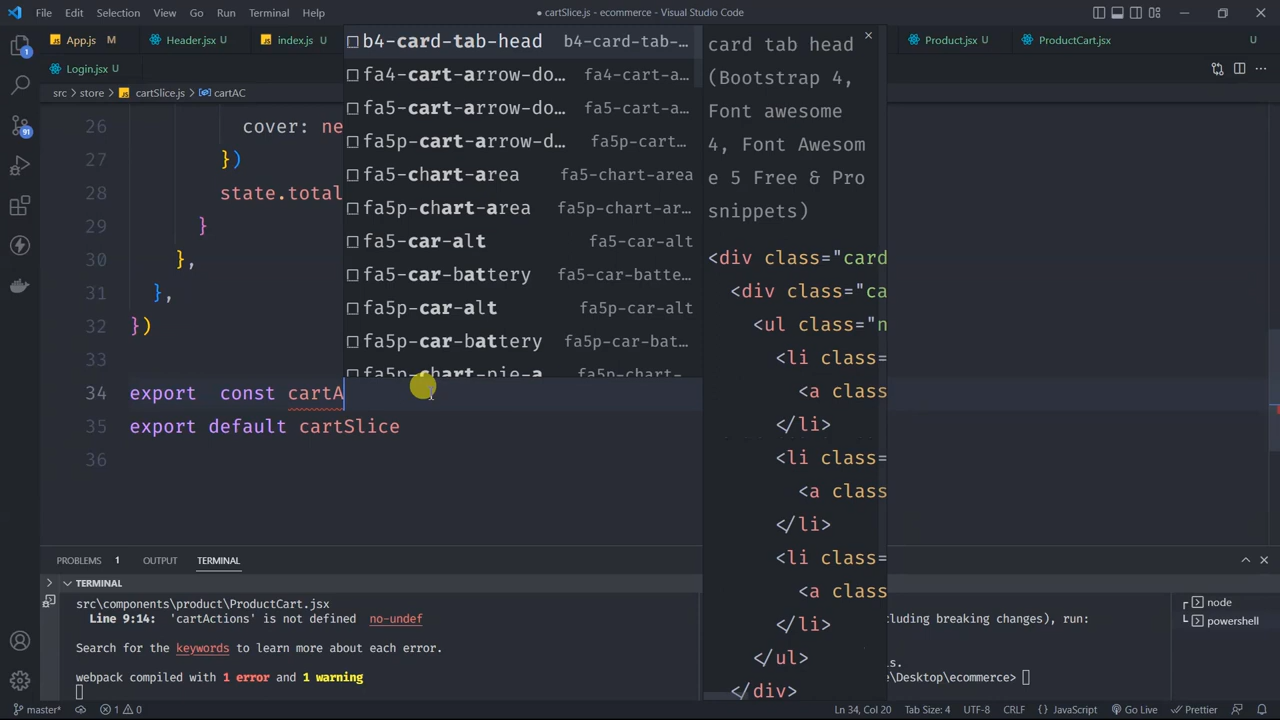 File Edit Selection View Go Run Terminal Help
● cartSlice.js - ecommerce - Visual Studio Code
App.js M
Header.jsx U
index.js U
Product.jsx U
ProductCart.jsx U
Login.jsx U
src > store > cartSlice.js > cartAC
26 cover: ne
27 })
28 state.total
29 }
30 },
31 },
32 })
33
34 export const cartA
35 export default cartSlice
36
b4-card-tab-head b4-card-tab-…
fa4-cart-arrow-do… fa4-cart-a…
fa5-cart-arrow-do… fa5-cart-a…
fa5p-cart-arrow-d… fa5p-cart…
fa5-chart-area fa5-chart-area
fa5p-chart-area fa5p-chart-ar…
fa5-car-alt fa5-car-alt
fa5-car-battery fa5-car-batte…
fa5p-car-alt fa5p-car-alt
fa5p-car-battery fa5p-car-bat…
fa5p-chart-pie-a fa5p-chart-
card tab head
(Bootstrap 4,
Font awesome
4, Font Awesom
e 5 Free & Pro
snippets)
<div class="card
<div class="ca
<ul class="n
<li class=
<a class
</li>
<li class=
<a class
</li>
<li class=
<a class
</li>
</ul>
</div>
PROBLEMS 1 OUTPUT TERMINAL
TERMINAL
src\components\product\ProductCart.jsx
Line 9:14: 'cartActions' is not defined no-undef
Search for the keywords to learn more about each error.
webpack compiled with 1 error and 1 warning
cluding breaking changes), run:
s.
e\Desktop\ecommerce>
node
powershell
1
91
master* 1 0
Ln 34, Col 20 Tab Size: 4 UTF-8 CRLF JavaScript Go Live Prettier